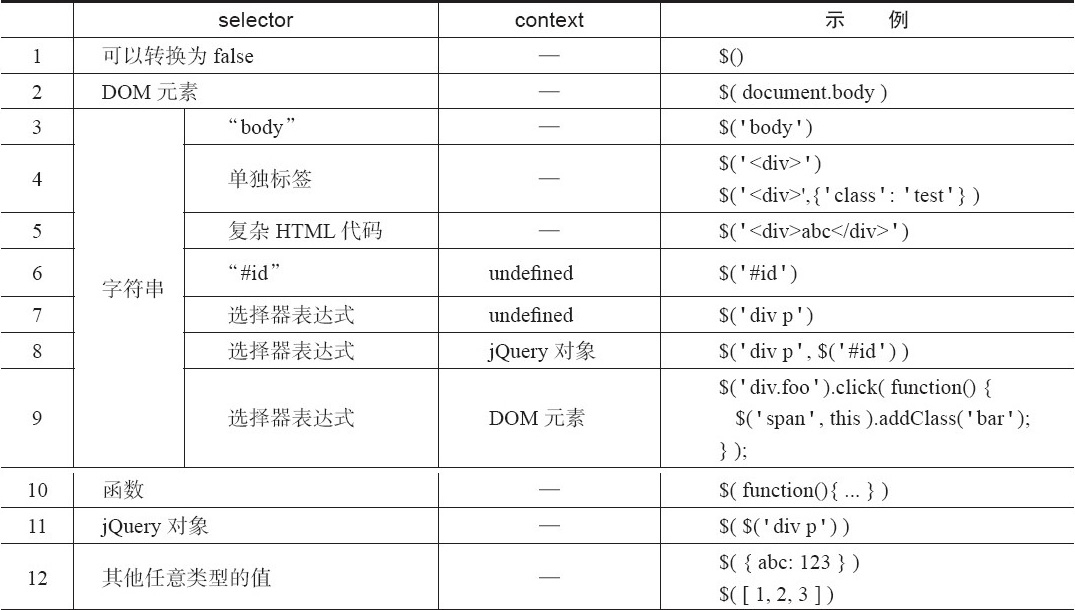 selector context 示 例
1 可以转换为 false — $()
2 DOM 元素 — $( document.body )
3 “body” — $('body')
4 单独标签 — $('<div>')
$('<div>',{'class': 'test'} )
5 复杂 HTML 代码 — $('<div>abc</div>')
字符串
6 “#id” undefined $('#id')
7 选择器表达式 undefined $('div p')
8 选择器表达式 jQuery 对象 $('div p', $('#id') )
9 选择器表达式 DOM 元素 $('div.foo').click( function() {
$('span', this ).addClass('bar');
} );
10 函数 — $( function(){ ... } )
11 jQuery 对象 — $( $('div p') )
12 其他任意类型的值 — $( { abc: 123 } )
$( [ 1, 2, 3 ] )